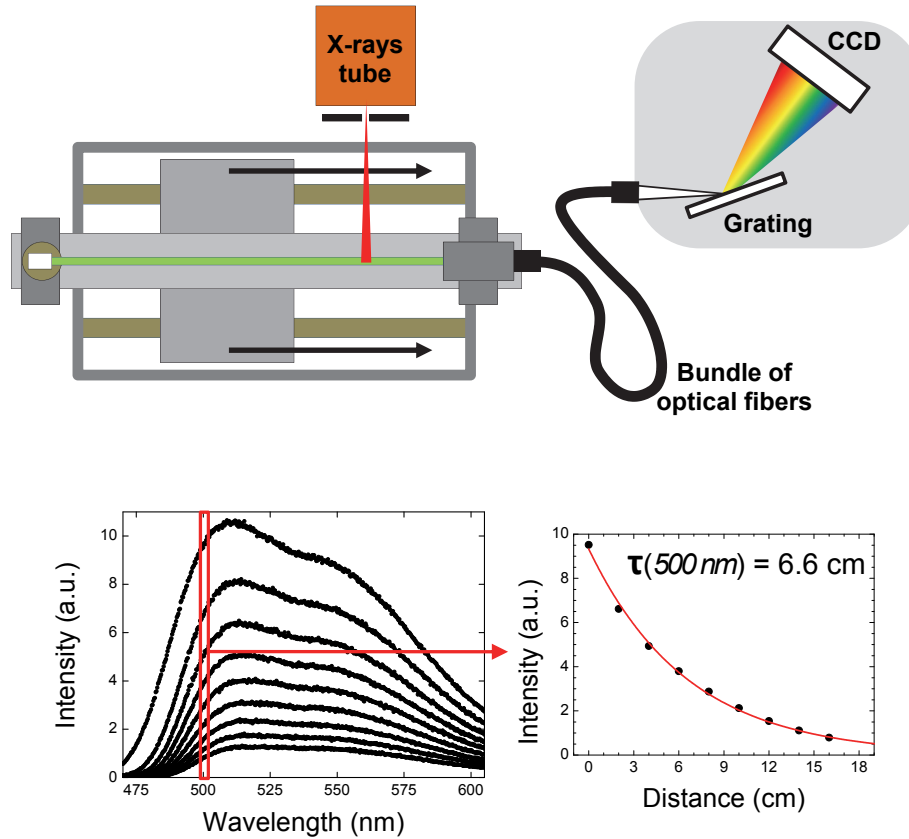 X-rays
tube
CCD
Grating
Bundle of
optical fibers
10
8
6
4
2
0
475 500 525 550 575 600
Intensity (a.u.)
Wavelength (nm)
τ(500 nm) = 6.6 cm
10
8
6
4
2
0
0 3 6 9 12 15 18
Intensity (a.u.)
Distance (cm)